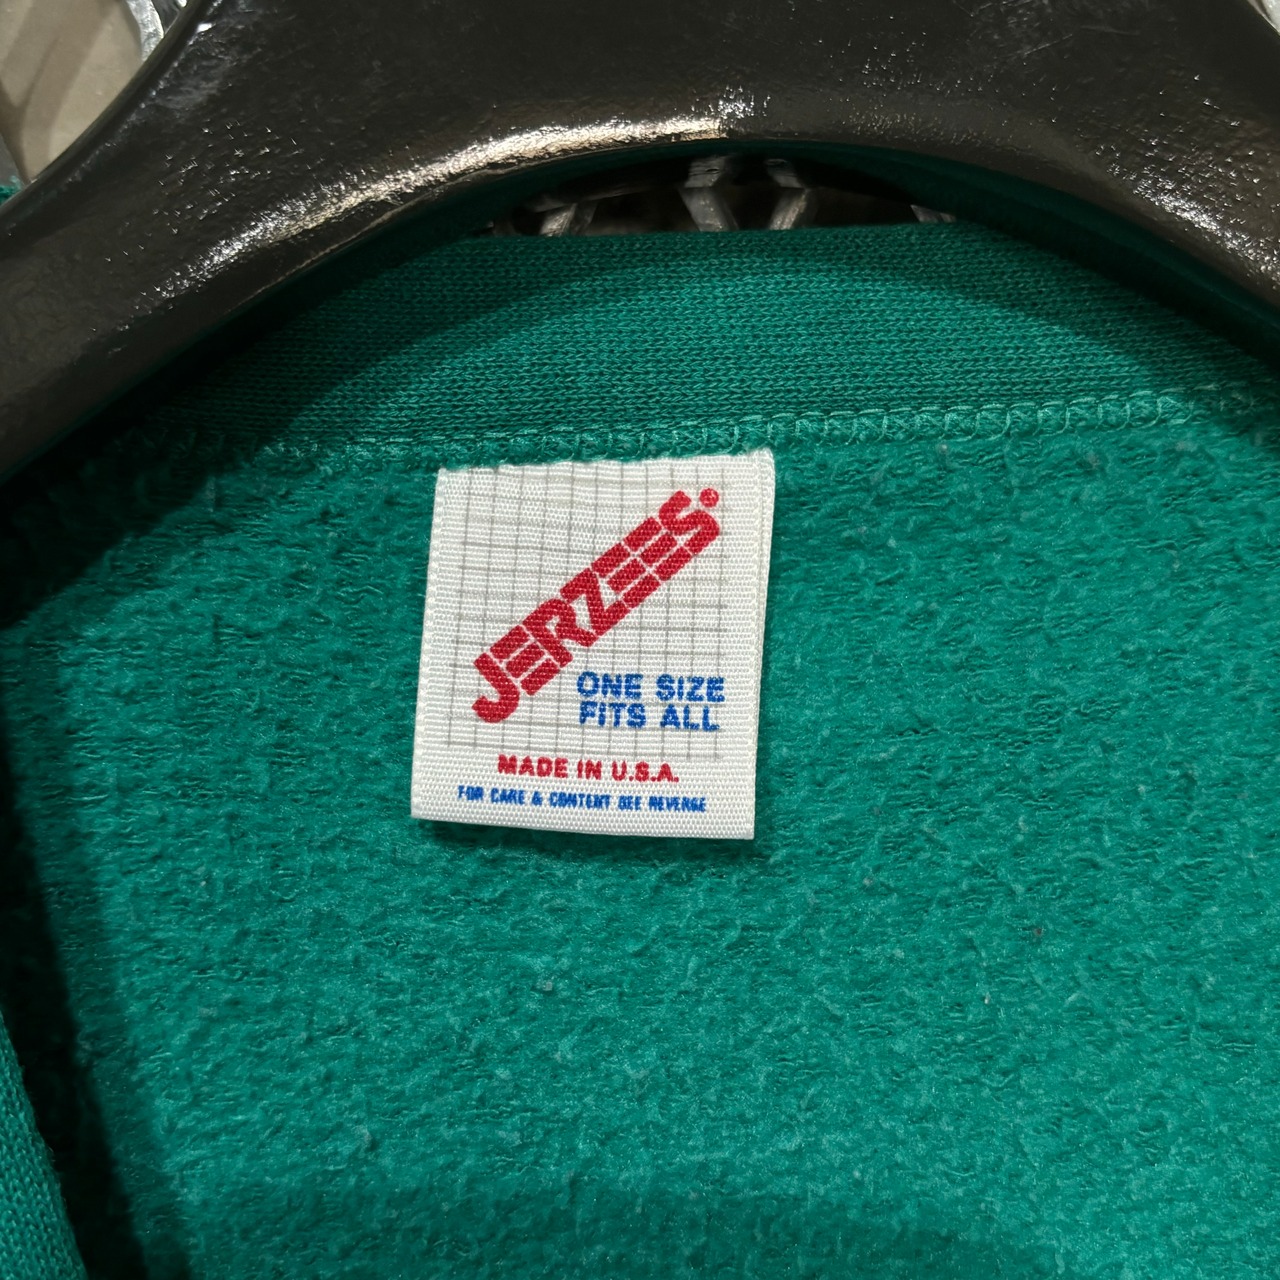 JERZEES®
ONE SIZE
FITS ALL
MADE IN U.S.A.
FOR CARE & CONTENT SEE REVERSE